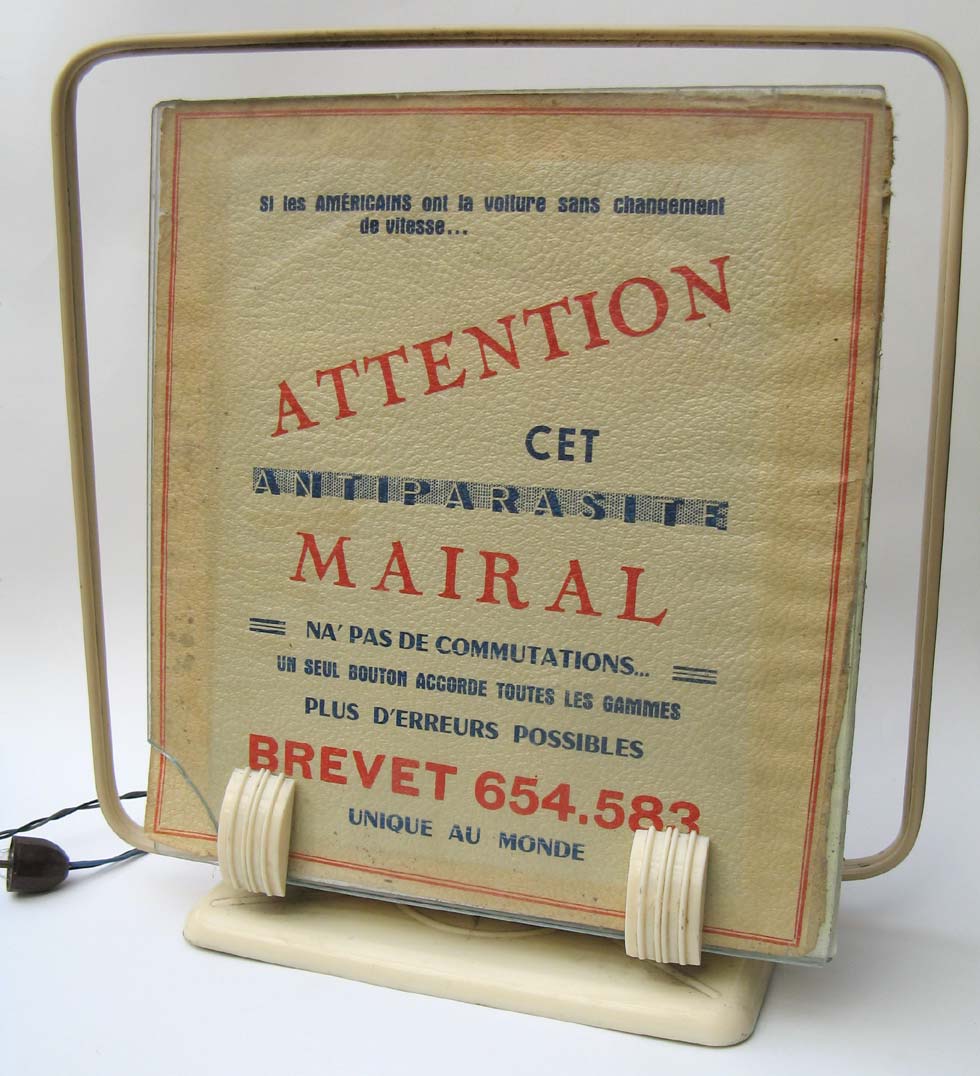 Si les AMÉRICAINS ont la voiture sans changement
de vitesse...
ATTENTION
CET
ANTIPARASITE
MAIRAL
NA' PAS DE COMMUTATIONS...
UN SEUL BOUTON ACCORDE TOUTES LES GAMMES
PLUS D'ERREURS POSSIBLES
BREVET 654.583
UNIQUE AU MONDE